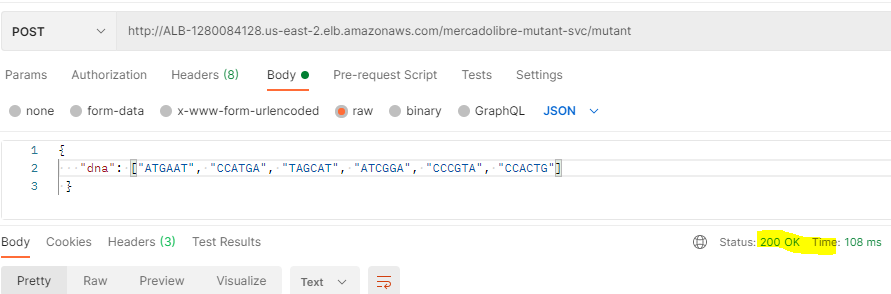 POST http://ALB-1280084128.us-east-2.elb.amazonaws.com/mercadolibre-mutant-svc/mutant
Params Authorization Headers (8) Body Pre-request Script Tests Settings
none form-data x-www-form-urlencoded raw binary GraphQL JSON
1 {
2 "dna": ["ATGAAT", "CCATGA", "TAGCAT", "ATCGGA", "CCCGTA", "CCACTG"]
3 }
Body Cookies Headers (3) Test Results Status: 200 OK Time: 108 ms
Pretty Raw Preview Visualize Text